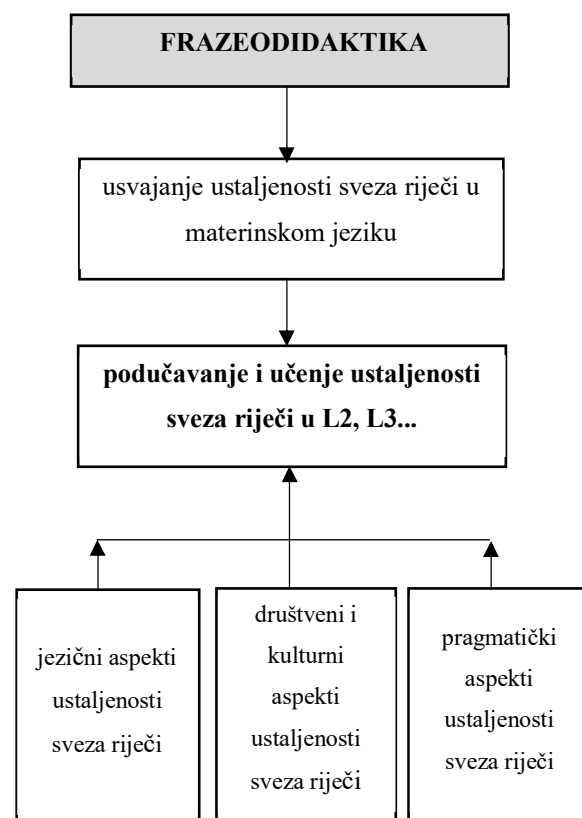 FRAZEODIDAKTIKA
usvajanje ustaljenosti sveza riječi u
materinskom jeziku
podučavanje i učenje ustaljenosti
sveza riječi u L2, L3...
jezični aspekti
ustaljenosti
sveza riječi
društveni i
kulturni
aspekti
ustaljenosti
sveza riječi
pragmatički
aspekti
ustaljenosti
sveza riječi